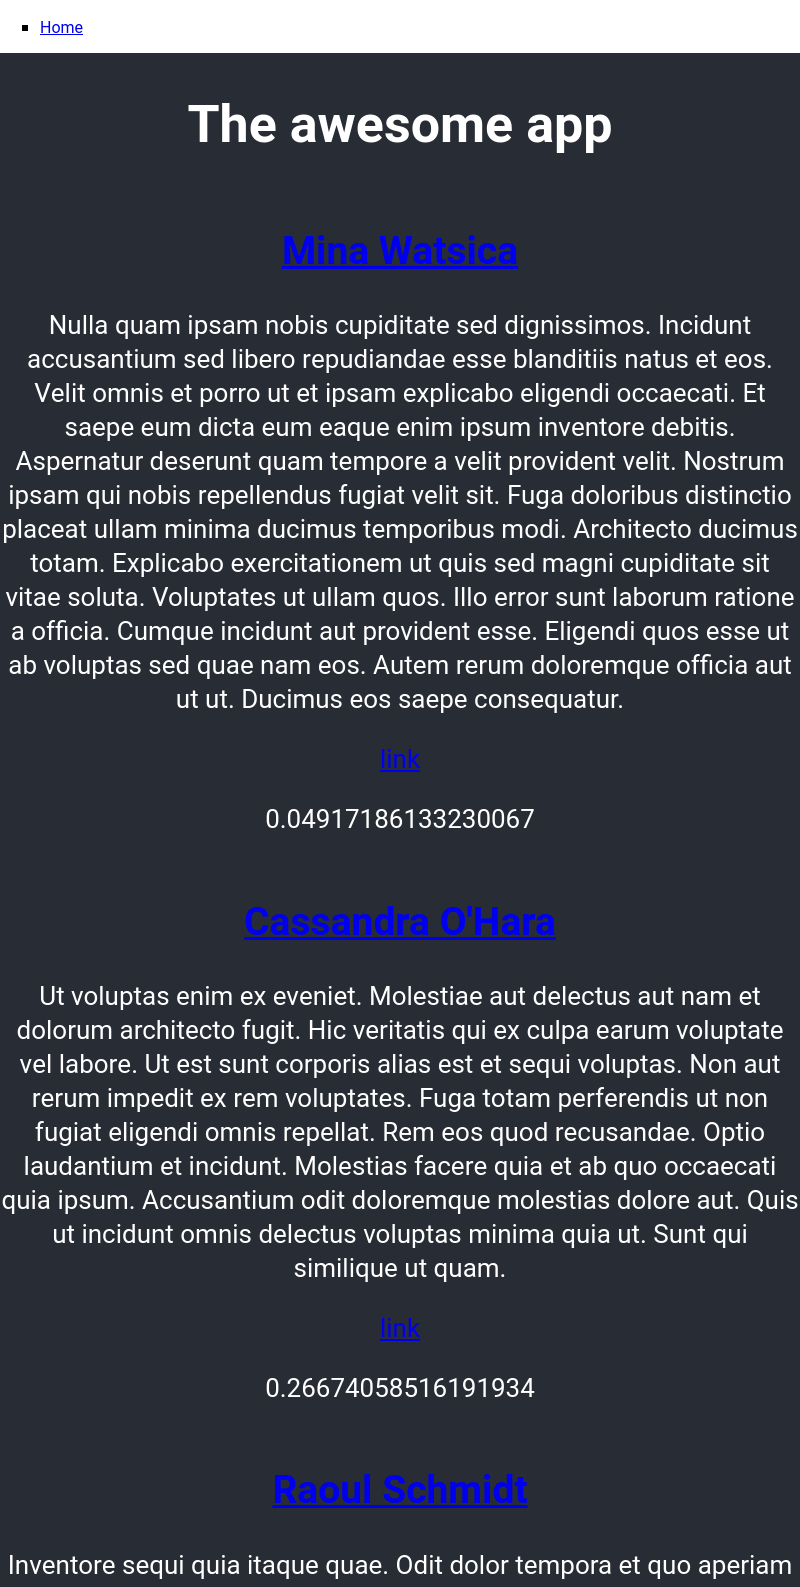 Home
The awesome app
Mina Watsica
Nulla quam ipsam nobis cupiditate sed dignissimos. Incidunt
accusantium sed libero repudiandae esse blanditiis natus et eos.
Velit omnis et porro ut et ipsam explicabo eligendi occaecati. Et
saepe eum dicta eum eaque enim ipsum inventore debitis.
Aspernatur deserunt quam tempore a velit provident velit. Nostrum
ipsam qui nobis repellendus fugiat velit sit. Fuga doloribus distinctio
placeat ullam minima ducimus temporibus modi. Architecto ducimus
totam. Explicabo exercitationem ut quis sed magni cupiditate sit
vitae soluta. Voluptates ut ullam quos. Illo error sunt laborum ratione
a officia. Cumque incidunt aut provident esse. Eligendi quos esse ut
ab voluptas sed quae nam eos. Autem rerum doloremque officia aut
ut ut. Ducimus eos saepe consequatur.
link
0.04917186133230067
Cassandra O'Hara
Ut voluptas enim ex eveniet. Molestiae aut delectus aut nam et
dolorum architecto fugit. Hic veritatis qui ex culpa earum voluptate
vel labore. Ut est sunt corporis alias est et sequi voluptas. Non aut
rerum impedit ex rem voluptates. Fuga totam perferendis ut non
fugiat eligendi omnis repellat. Rem eos quod recusandae. Optio
laudantium et incidunt. Molestias facere quia et ab quo occaecati
quia ipsum. Accusantium odit doloremque molestias dolore aut. Quis
ut incidunt omnis delectus voluptas minima quia ut. Sunt qui
similique ut quam.
link
0.26674058516191934
Raoul Schmidt
Inventore sequi quia itaque quae. Odit dolor tempora et quo aperiam